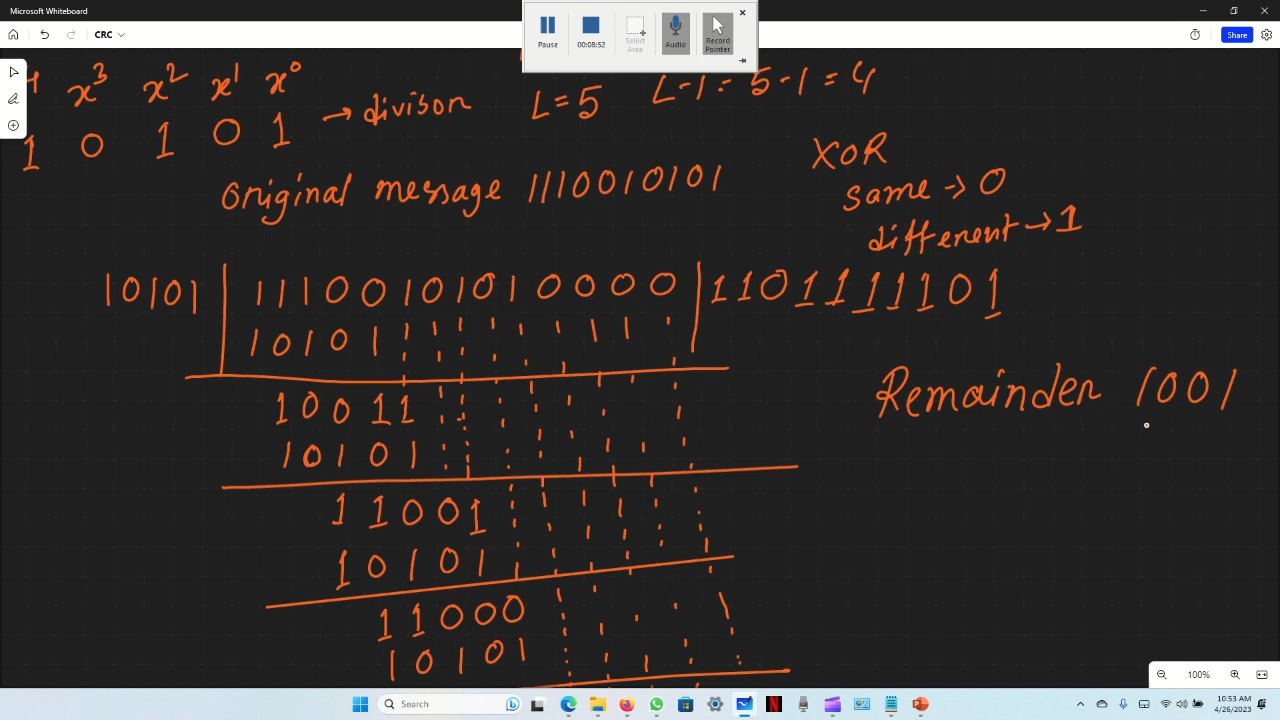 Microsoft Whiteboard
CRC
Share
Pause
00:08:52
Select Area
Audio
Record Pointer
x³ x² x¹ x⁰
1 0 1 0 1 → divison
L = 5
L - 1 = 5 - 1 = 4
Original message 1110010101
XOR
same → 0
different → 1
10101
11100101010000
1101111101
10101
Remainder 1001
10011
10101
11001
10101
11000
10101
100%
Search
10:53 AM
4/26/2023